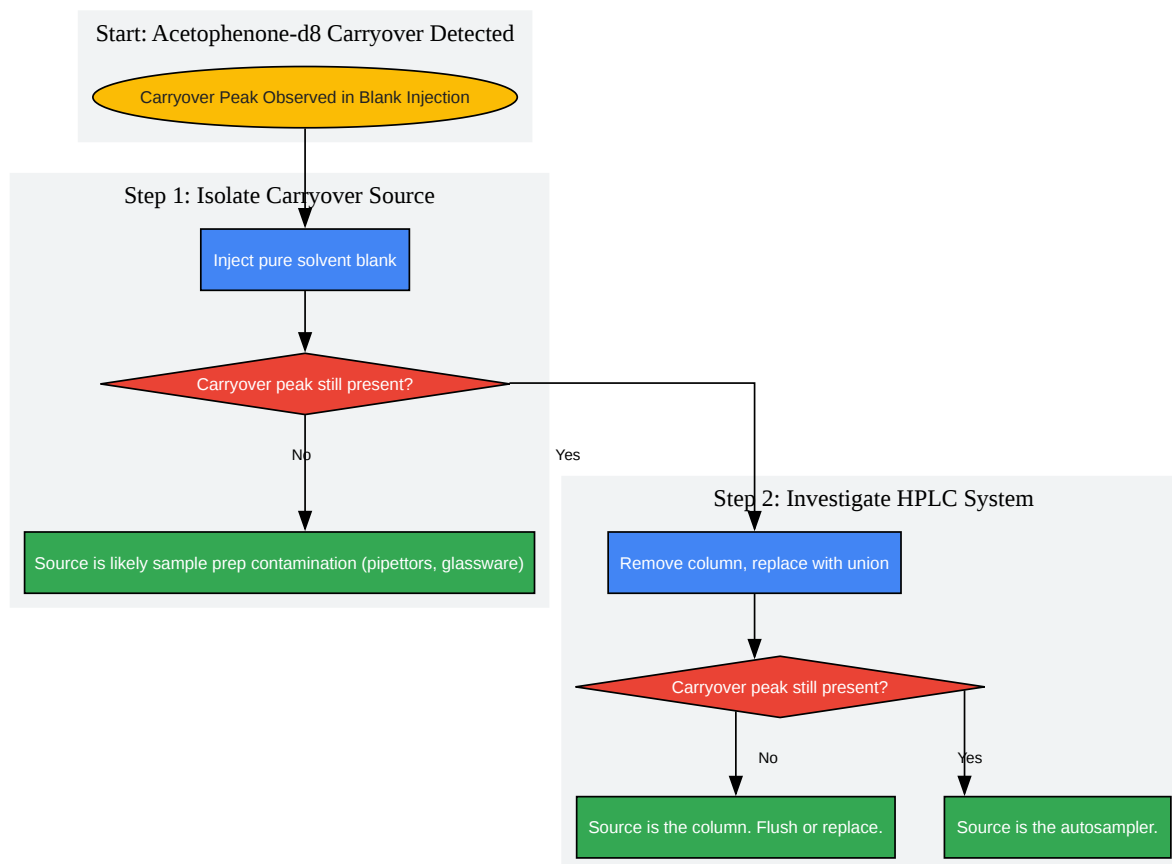 Start: Acetophenone-d8 Carryover Detected
Carryover Peak Observed in Blank Injection
Step 1: Isolate Carryover Source
Inject pure solvent blank
Carryover peak still present?
No
Yes
Source is likely sample prep contamination (pipettors, glassware)
Step 2: Investigate HPLC System
Remove column, replace with union
Carryover peak still present?
No
Yes
Source is the column. Flush or replace.
Source is the autosampler.